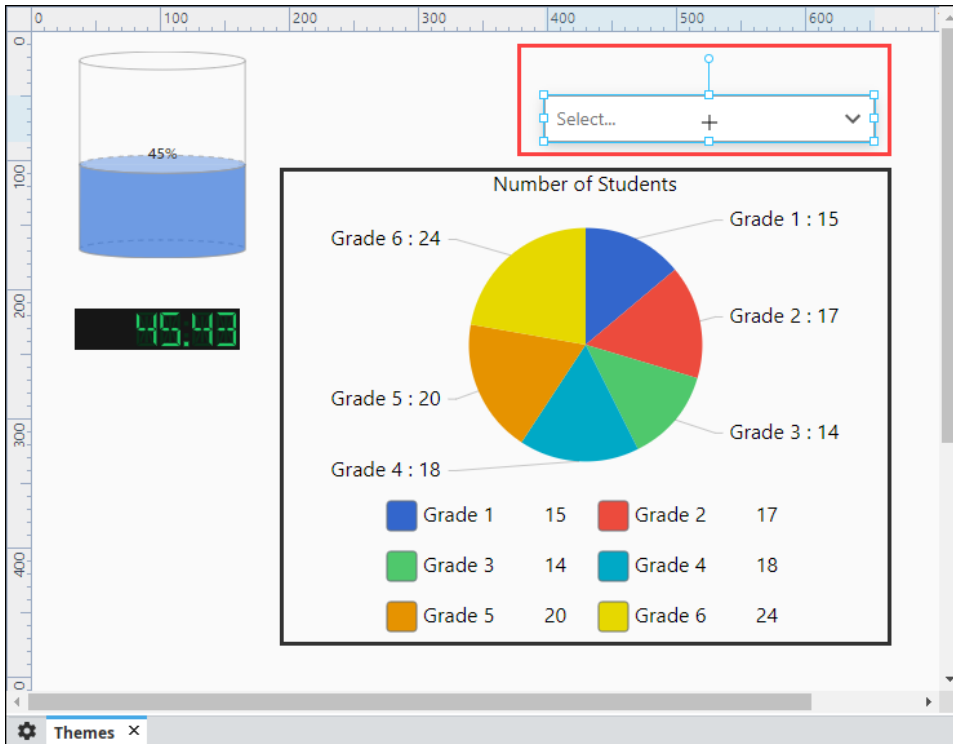 0 100 200 300 400 500 600
0
100
200
300
400
0
45%
45.43
Select...
Number of Students
Grade 1 : 15
Grade 6 : 24
Grade 2 : 17
Grade 5 : 20
Grade 3 : 14
Grade 4 : 18
Grade 1 15 Grade 2 17
Grade 3 14 Grade 4 18
Grade 5 20 Grade 6 24
Themes ×